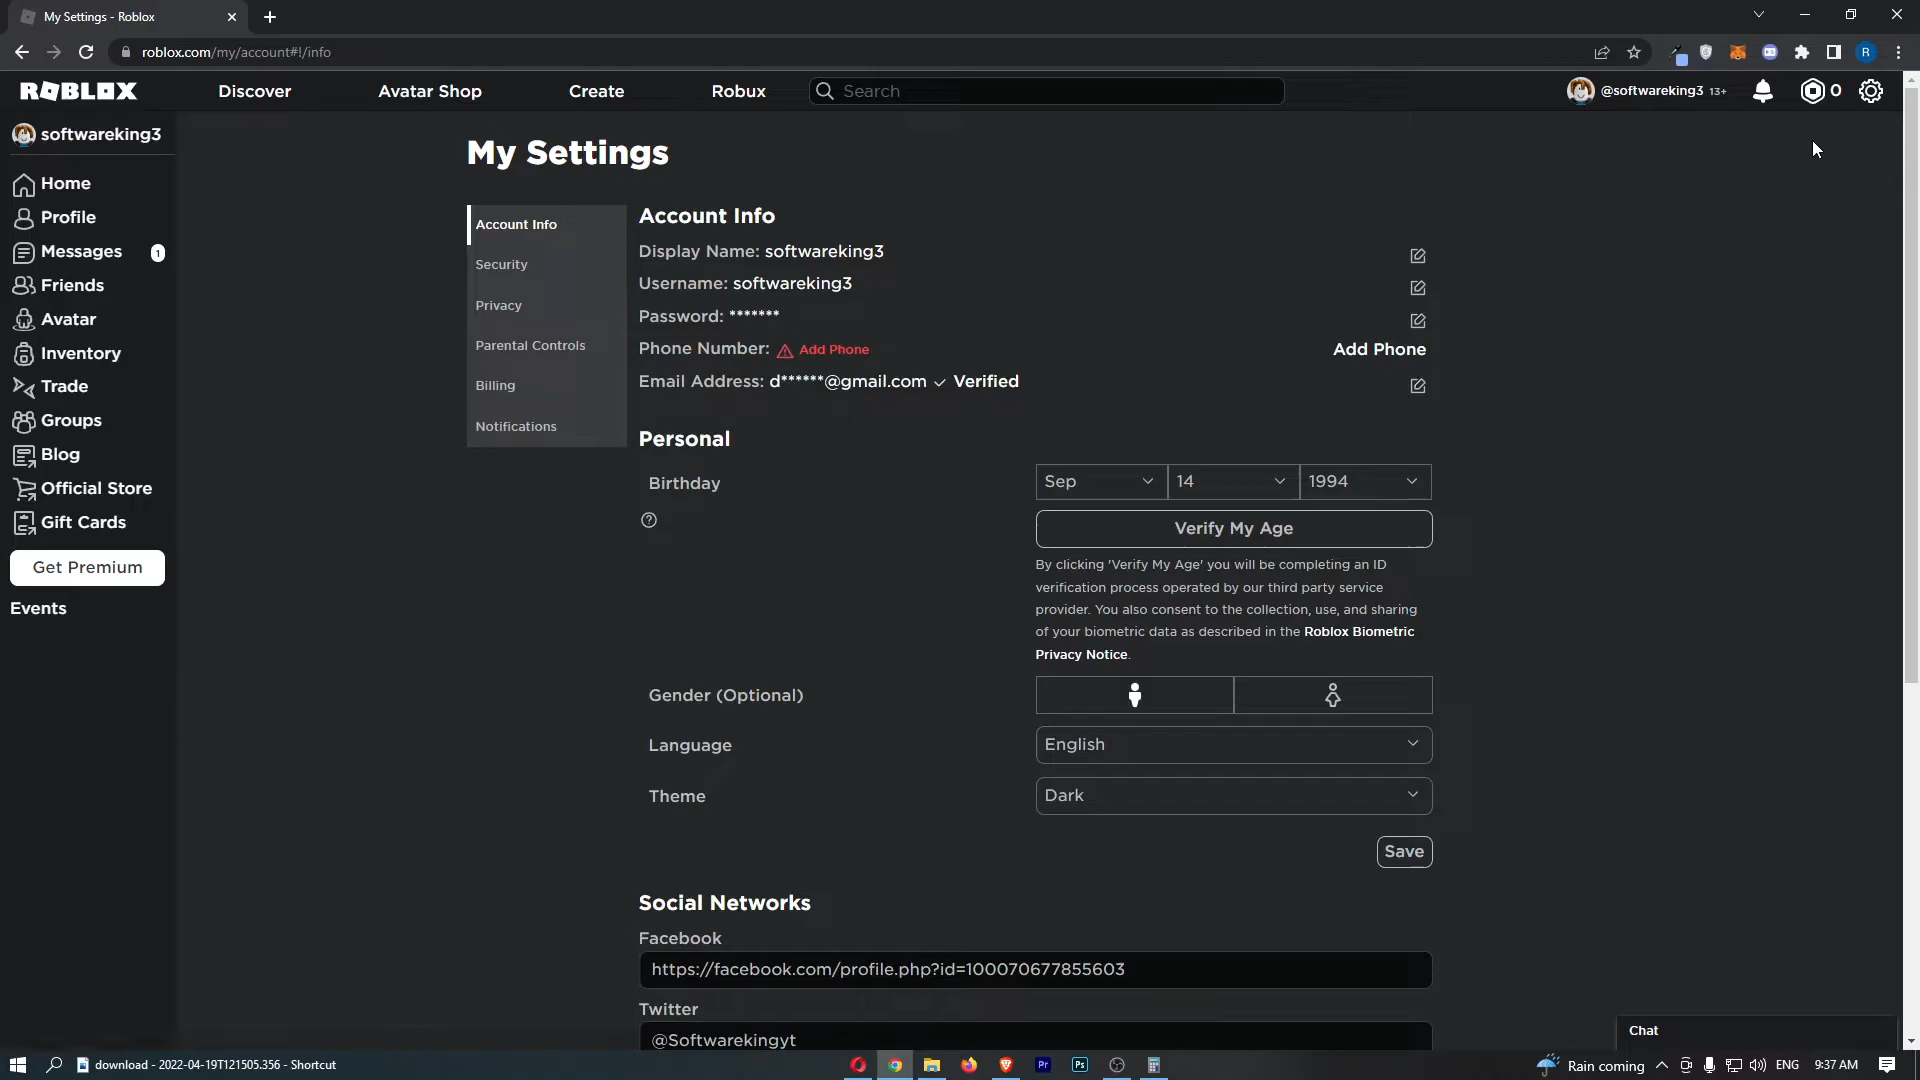 My Settings - Roblox
roblox.com/my/account#!/info
R
ROBLOX
Discover
Avatar Shop
Create
Robux
Search
@softwareking3 13+
0
softwareking3
Home
Profile
Messages 1
Friends
Avatar
Inventory
Trade
Groups
Blog
Official Store
Gift Cards
Get Premium
Events
My Settings
Account Info
Security
Privacy
Parental Controls
Billing
Notifications
Account Info
Display Name: softwareking3
Username: softwareking3
Password: *******
Phone Number: Add Phone
Add Phone
Email Address: d******@gmail.com Verified
Personal
Birthday
Sep 14 1994
Verify My Age
By clicking 'Verify My Age' you will be completing an ID
verification process operated by our third party service
provider. You also consent to the collection, use, and sharing
of your biometric data as described in the Roblox Biometric
Privacy Notice.
Gender (Optional)
Language
English
Theme
Dark
Save
Social Networks
Facebook
https://facebook.com/profile.php?id=100070677855603
Twitter
@Softwarekingyt
Chat
download - 2022-04-19T121505.356 - Shortcut
Pr
Ps
Rain coming
ENG
9:37 AM